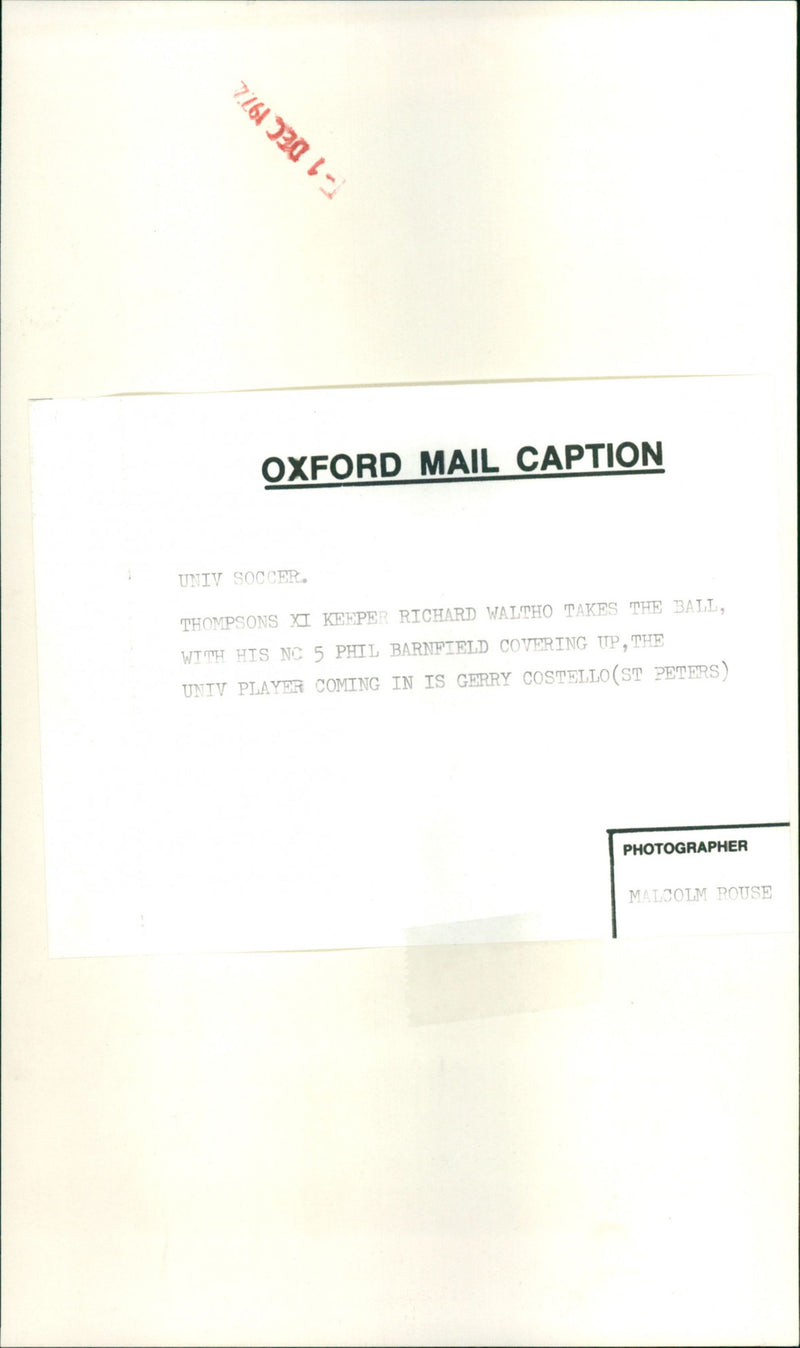 -1 DEC 1972
OXFORD MAIL CAPTION
UNIV SOCCER.
THOMPSONS XI KEEPER RICHARD WALTHO TAKES THE BALL,
WITH HIS NO 5 PHIL BARNFIELD COVERING UP,THE
UNIV PLAYER COMING IN IS GERRY COSTELLO(ST PETERS)
PHOTOGRAPHER
MALCOLM ROUSE